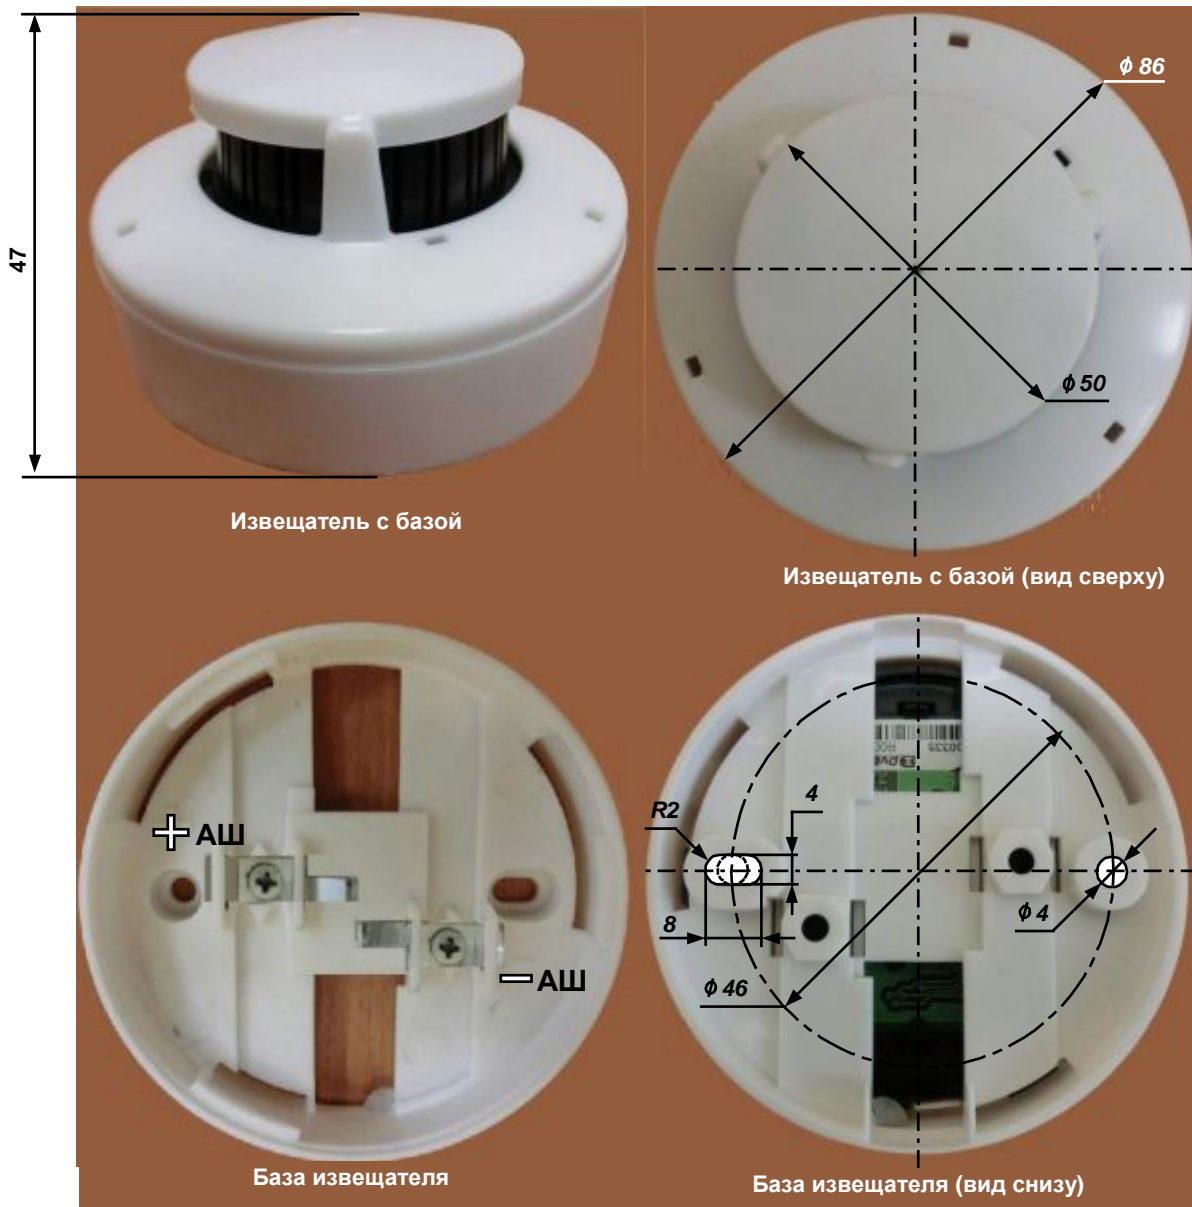 47
ϕ 86
ϕ 50
Извещатель с базой
Извещатель с базой (вид сверху)
+ АШ
– АШ
R2
4
8
ϕ 4
ϕ 46
База извещателя
База извещателя (вид снизу)